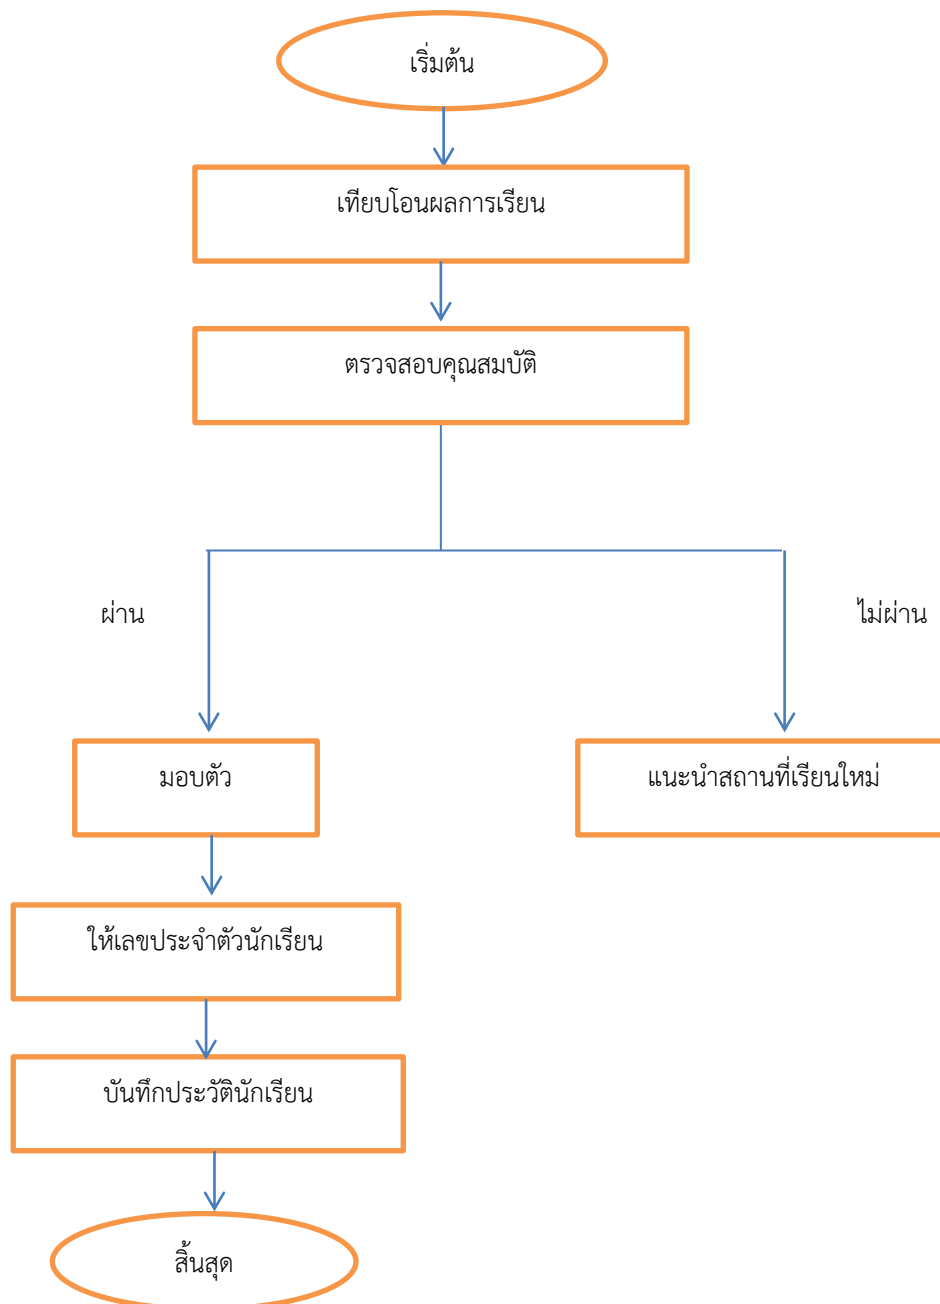 เริ่มต้น
เทียบโอนผลการเรียน
ตรวจสอบคุณสมบัติ
ผ่าน
ไม่ผ่าน
มอบตัว
แนะนำสถานที่เรียนใหม่
ให้เลขประจำตัวนักเรียน
บันทึกประวัตินักเรียน
สิ้นสุด